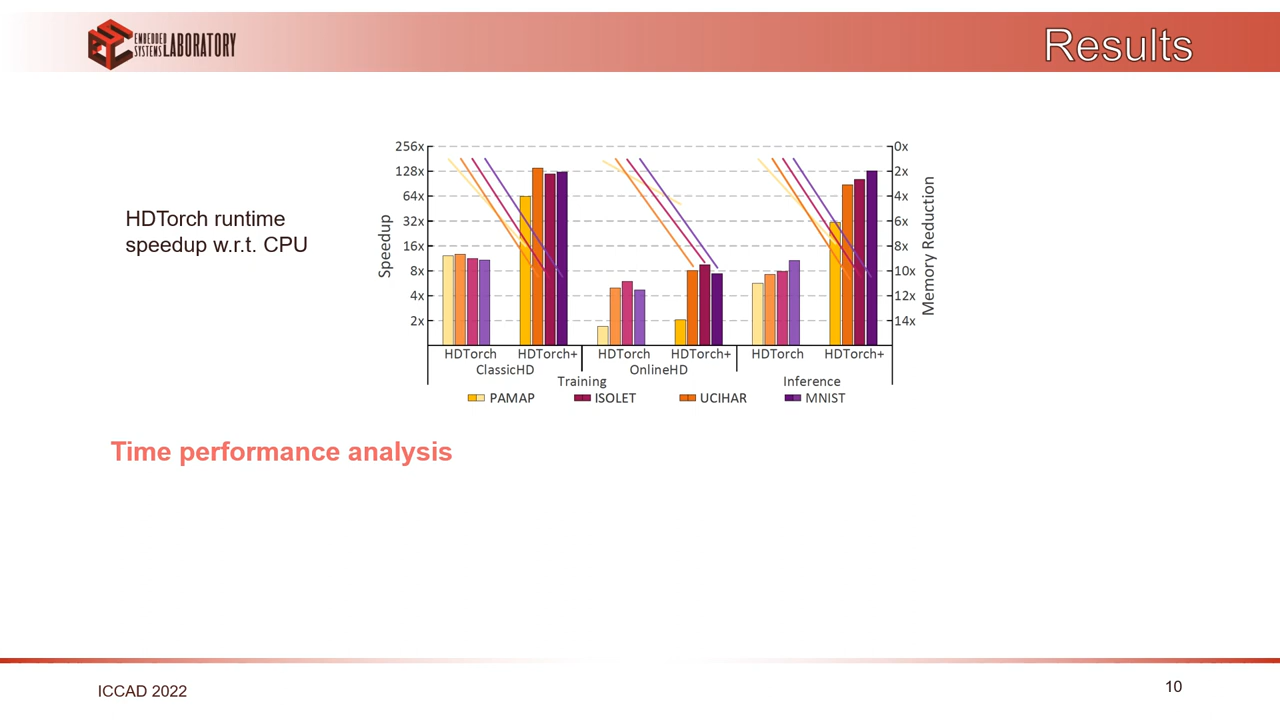 EMBEDDED
SYSTEMS LABORATORY
Results
HDTorch runtime
speedup w.r.t. CPU
Speedup
256x
128x
64x
32x
16x
8x
4x
2x
0x
2x
4x
6x
8x
10x
12x
14x
Memory Reduction
HDTorch HDTorch+ HDTorch HDTorch+ HDTorch HDTorch+
ClassicHD OnlineHD
Training Inference
PAMAP ISOLET UCIHAR MNIST
Time performance analysis
ICCAD 2022
10